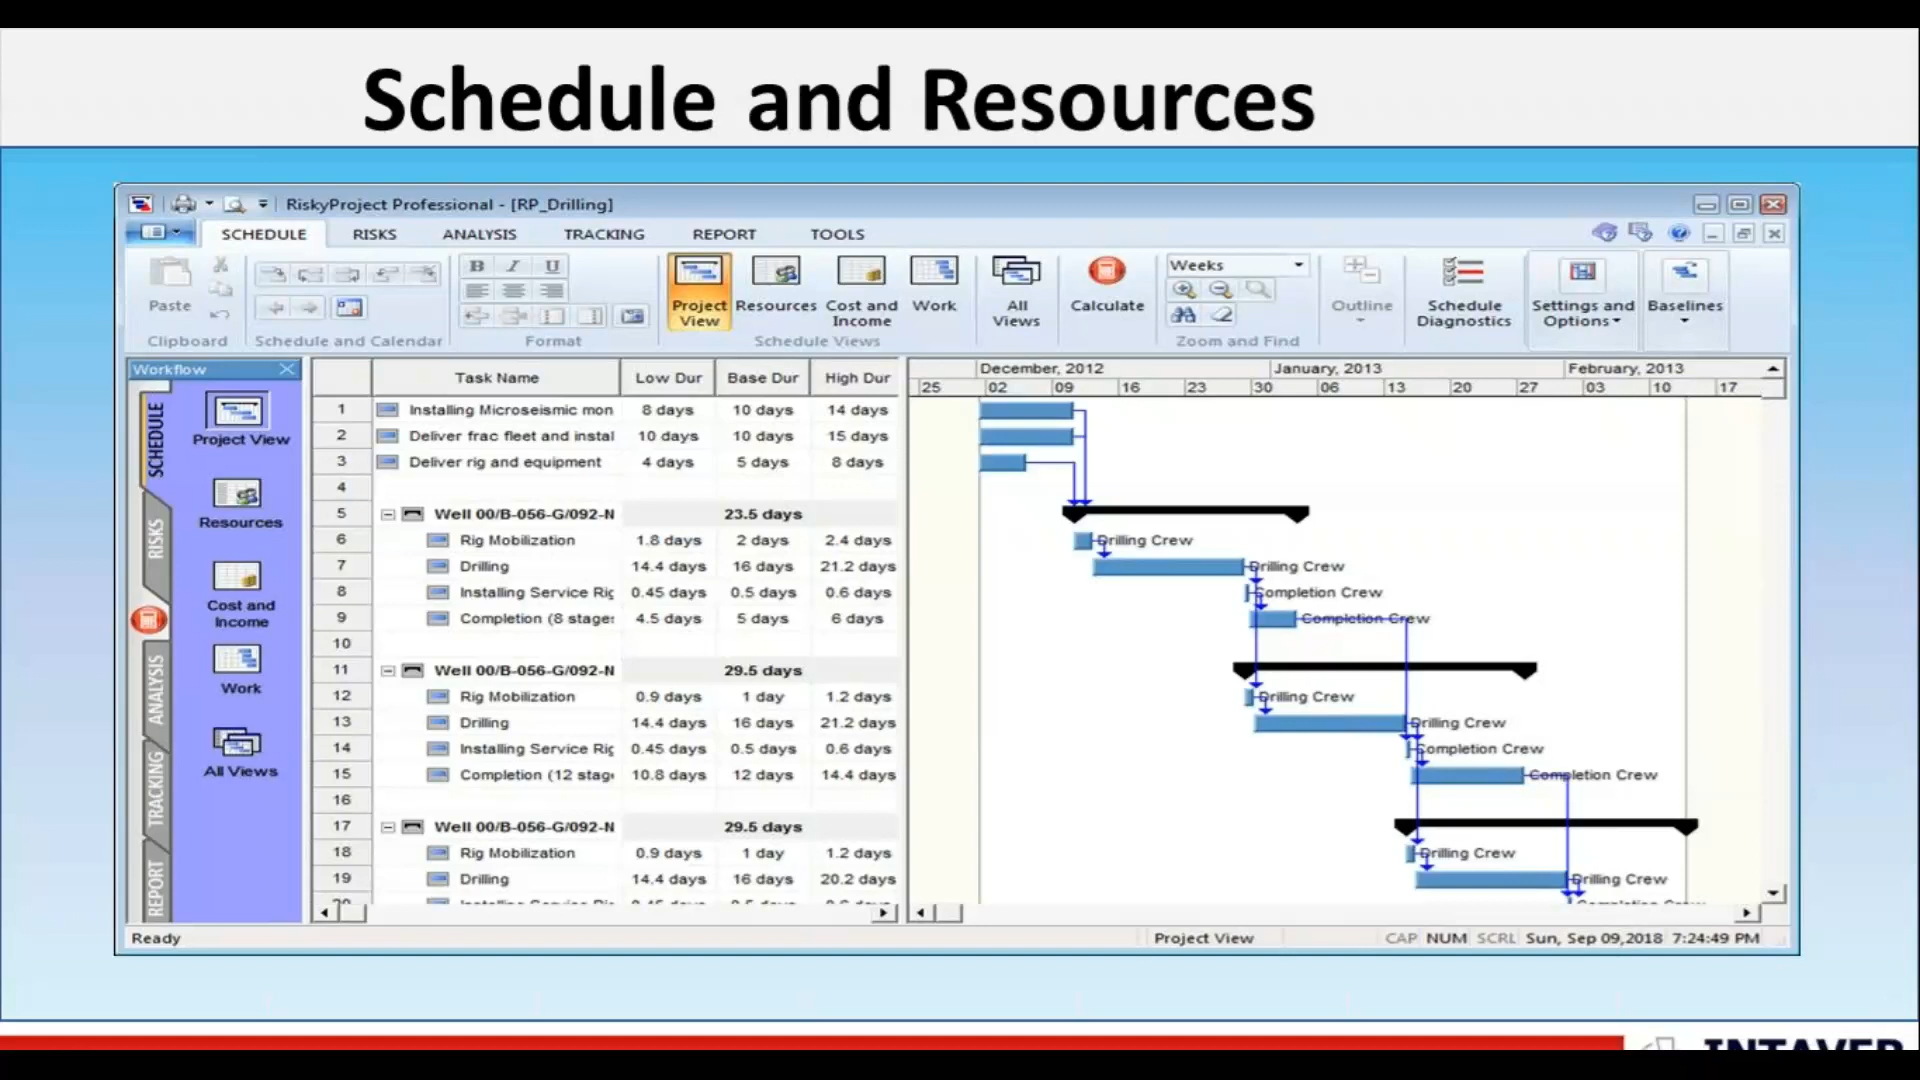 Schedule and Resources
RiskyProject Professional - [RP_Drilling]
SCHEDULE RISKS ANALYSIS TRACKING REPORT TOOLS
Paste
Clipboard
Schedule and Calendar
B I U
Format
Project View
Resources
Cost and Income
Work
Schedule Views
All Views
Calculate
Weeks
Zoom and Find
Outline
Schedule Diagnostics
Settings and Options
Baselines
Workflow
SCHEDULE
RISKS
ANALYSIS
TRACKING
REPORT
Project View
Resources
Cost and Income
Work
All Views
Task Name Low Dur Base Dur High Dur
1 Installing Microseismic mon 8 days 10 days 14 days
2 Deliver frac fleet and instal 10 days 10 days 15 days
3 Deliver rig and equipment 4 days 5 days 8 days
4
5 Well 00/B-056-G/092-N 23.5 days
6 Rig Mobilization 1.8 days 2 days 2.4 days
7 Drilling 14.4 days 16 days 21.2 days
8 Installing Service Rig 0.45 days 0.5 days 0.6 days
9 Completion (8 stages 4.5 days 5 days 6 days
10
11 Well 00/B-056-G/092-N 29.5 days
12 Rig Mobilization 0.9 days 1 day 1.2 days
13 Drilling 14.4 days 16 days 21.2 days
14 Installing Service Rig 0.45 days 0.5 days 0.6 days
15 Completion (12 stage 10.8 days 12 days 14.4 days
16
17 Well 00/B-056-G/092-N 29.5 days
18 Rig Mobilization 0.9 days 1 day 1.2 days
19 Drilling 14.4 days 16 days 20.2 days
December, 2012 January, 2013 February, 2013
25 02 09 16 23 30 06 13 20 27 03 10 17
Drilling Crew
Drilling Crew
Completion Crew
Completion Crew
Drilling Crew
Drilling Crew
Completion Crew
Completion Crew
Drilling Crew
Drilling Crew
Ready
Project View
CAP NUM SCRL Sun, Sep 09,2018 7:24:49 PM
INTAVER